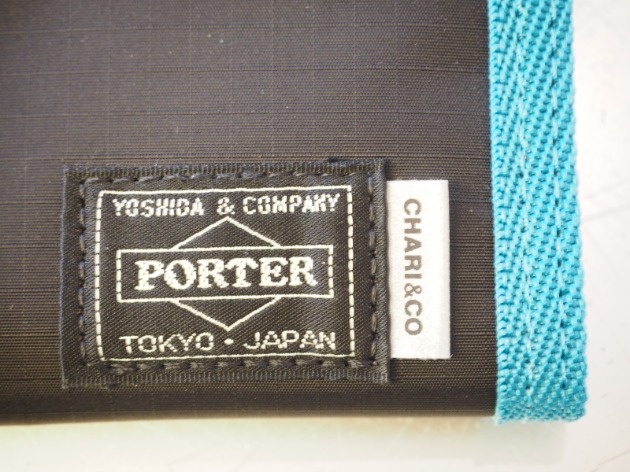 YOSHIDA & COMPANY
PORTER
TOKYO・JAPAN
CHARI&CO